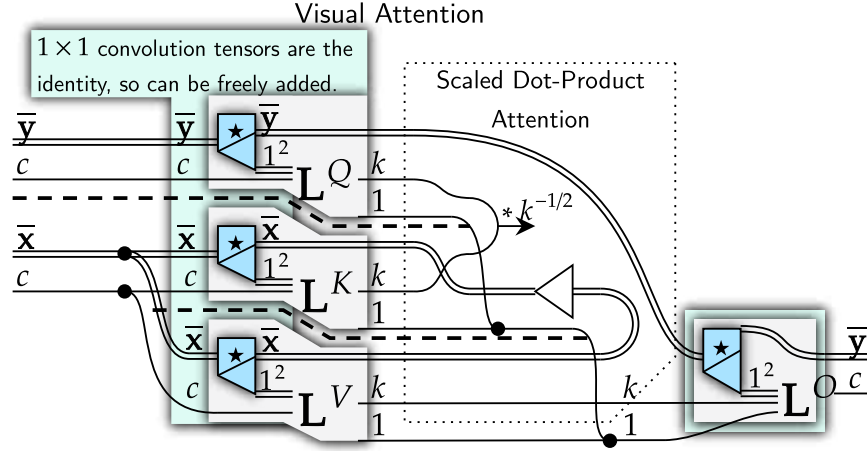 Visual Attention
1 × 1 convolution tensors are the
identity, so can be freely added.
Scaled Dot-Product
Attention
y̅ y̅ ★ y̅
c c 1² L Q k
1
* k⁻¹/²
x̅ x̅ ★ x̅
c c 1² L K k
1
x̅ ★ x̅
c 1² L V k k
1 1
★ y̅
1² L O c